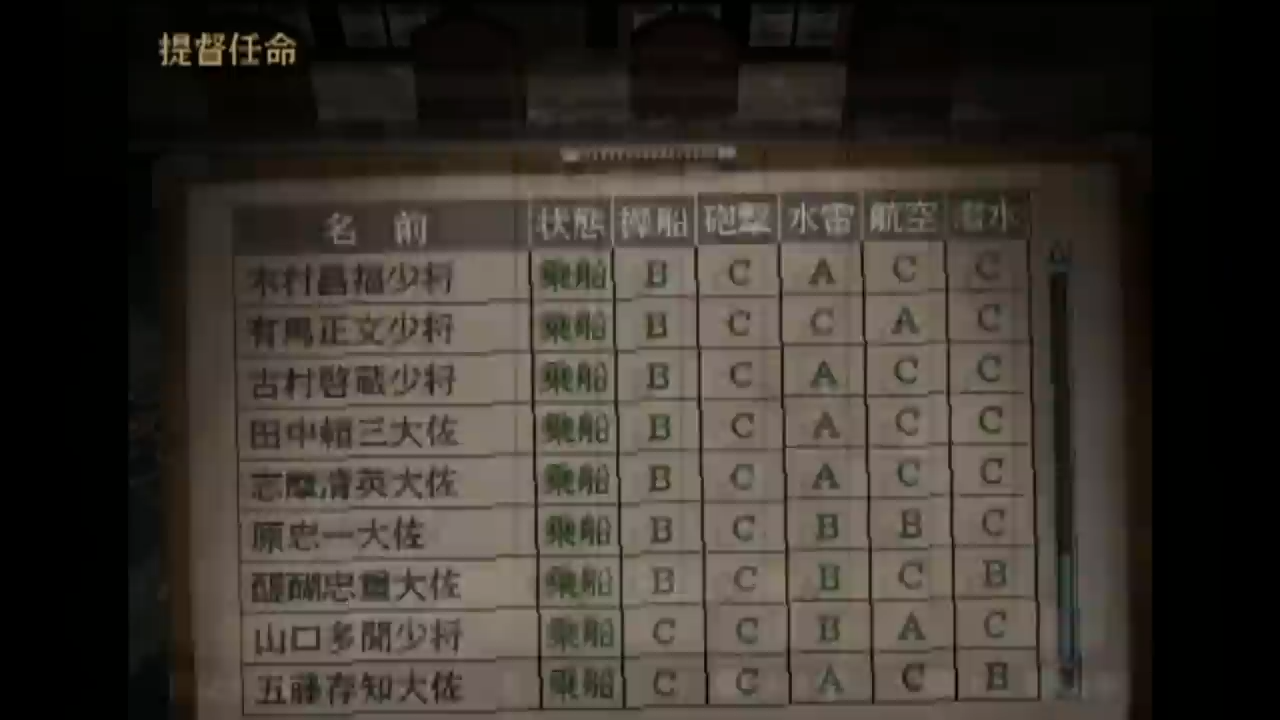 提督任命
名前 状態 操船 砲撃 水雷 航空 潜水
木村昌福少将 乗船 B C A C C
有馬正文少将 乗船 B C C A C
古村啓蔵少将 乗船 B C A C C
田中頼三大佐 乗船 B C A C C
志摩清英大佐 乗船 B C A C C
原忠一大佐 乗船 B C B B C
醍醐忠重大佐 乗船 B C B C B
山口多聞少将 乗船 C C B A C
五藤存知大佐 乗船 C C A C B